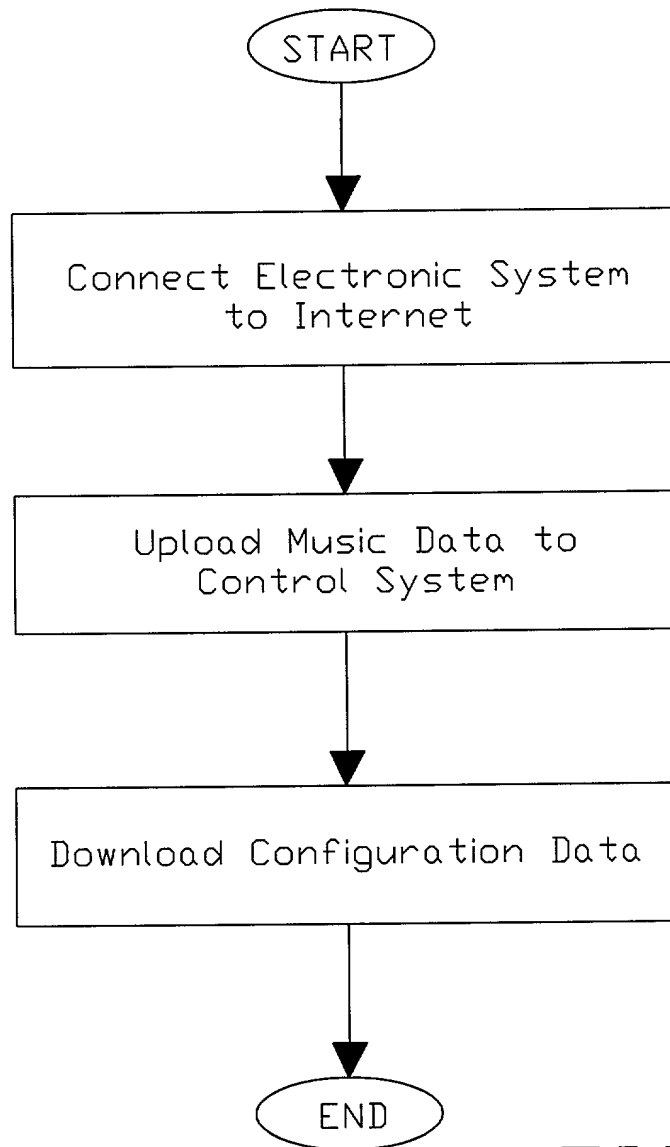 START
Connect Electronic System
to Internet
Upload Music Data to
Control System
Download Configuration Data
END